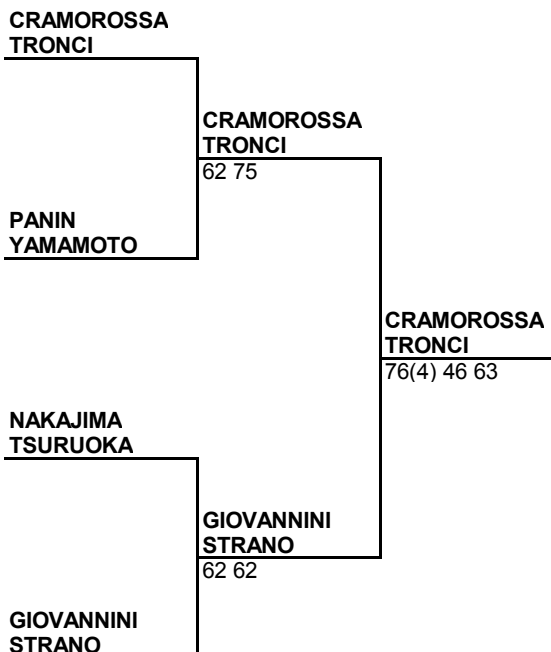 CRAMOROSSA
TRONCI
CRAMOROSSA
TRONCI
62 75
PANIN
YAMAMOTO
CRAMOROSSA
TRONCI
76(4) 46 63
NAKAJIMA
TSURUOKA
GIOVANNINI
STRANO
62 62
GIOVANNINI
STRANO